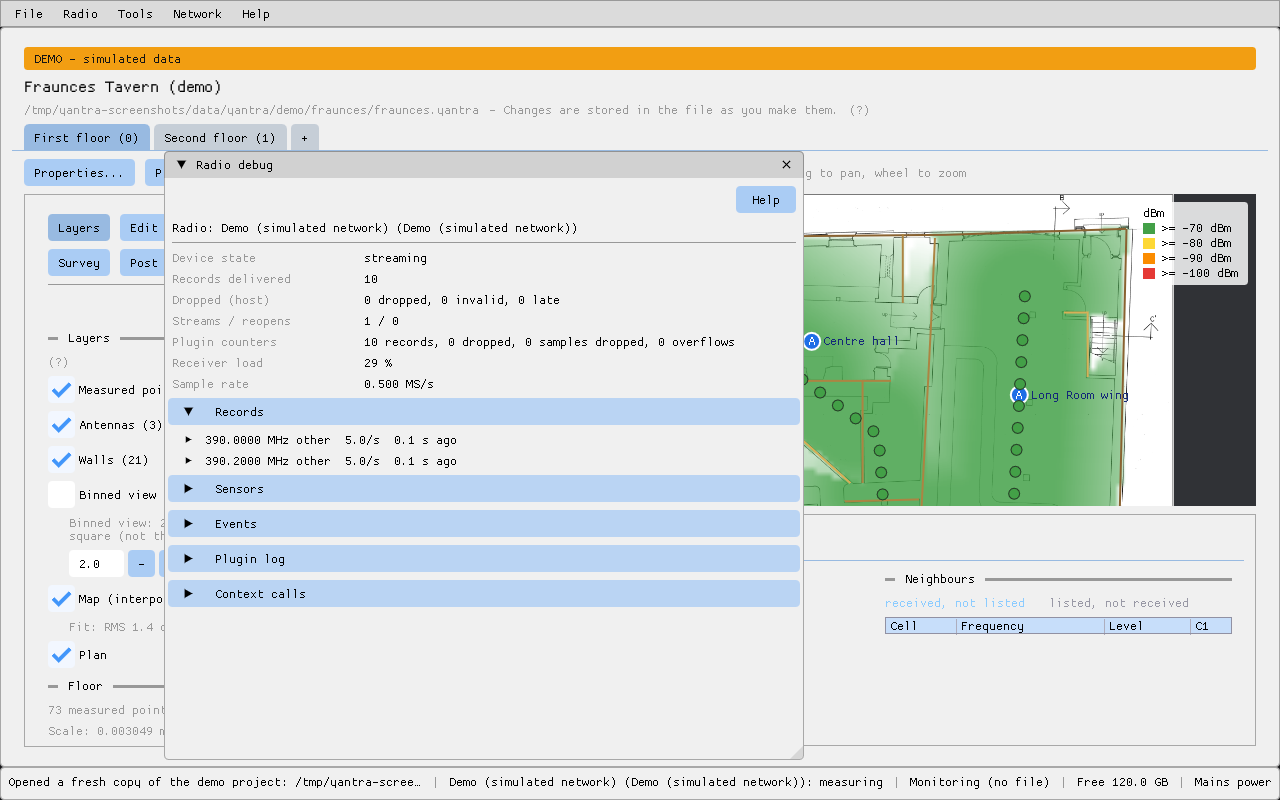 File Radio Tools Network Help
DEMO - simulated data
Fraunces Tavern (demo)
/tmp/yantra-screenshots/data/yantra/demo/fraunces/fraunces.yantra - Changes are stored in the file as you make them. (?)
First floor (0) Second floor (1) +
Properties... P g to pan, wheel to zoom
Layers Edit
Survey Post
Layers
(?)
Measured poi
Antennas (3)
Walls (21)
Binned view
Binned view: 2
square (not th
2.0 -
Map (interpo
Fit: RMS 1.4 d
Plan
Floor
73 measured point
Scale: 0.003049 m
Radio debug ✕
Help
Radio: Demo (simulated network) (Demo (simulated network))
Device state streaming
Records delivered 10
Dropped (host) 0 dropped, 0 invalid, 0 late
Streams / reopens 1 / 0
Plugin counters 10 records, 0 dropped, 0 samples dropped, 0 overflows
Receiver load 29 %
Sample rate 0.500 MS/s
Records
390.0000 MHz other 5.0/s 0.1 s ago
390.2000 MHz other 5.0/s 0.1 s ago
Sensors
Events
Plugin log
Context calls
B
dBm
>= -70 dBm
>= -80 dBm
>= -90 dBm
>= -100 dBm
C'
A Centre hall
A Long Room wing
Neighbours
received, not listed listed, not received
Cell Frequency Level C1
Opened a fresh copy of the demo project: /tmp/yantra-scree… | Demo (simulated network) (Demo (simulated network)): measuring | Monitoring (no file) | Free 120.0 GB | Mains power